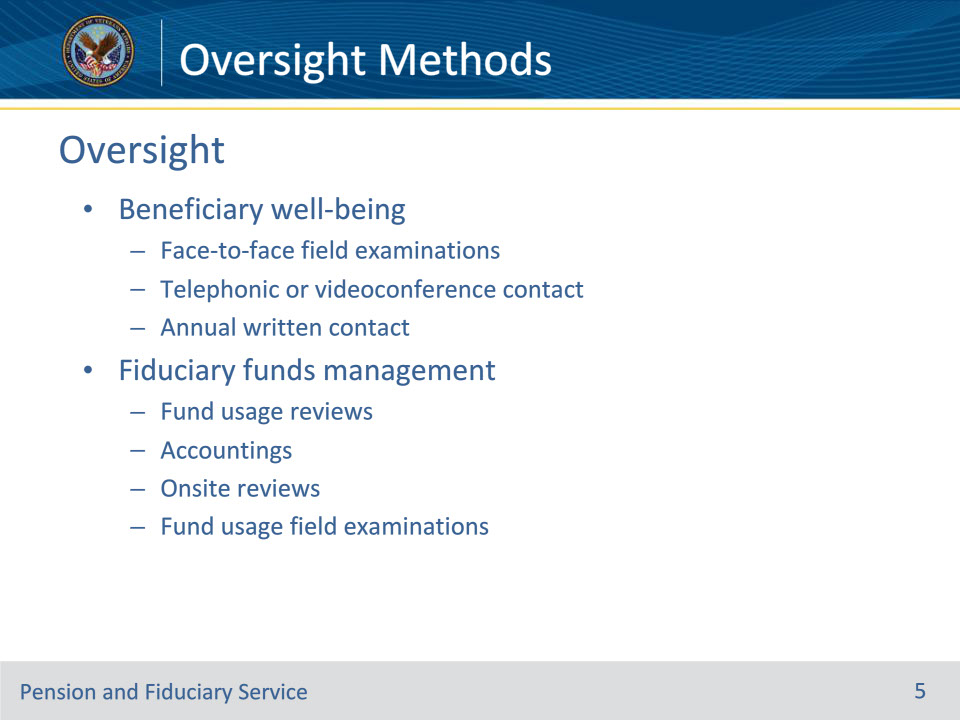 DEPARTMENT OF VETERANS AFFAIRS
UNITED STATES OF AMERICA
Oversight Methods
Oversight
• Beneficiary well-being
– Face-to-face field examinations
– Telephonic or videoconference contact
– Annual written contact
• Fiduciary funds management
– Fund usage reviews
– Accountings
– Onsite reviews
– Fund usage field examinations
Pension and Fiduciary Service
5